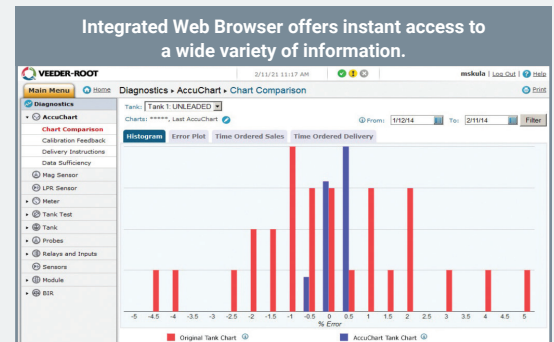 Integrated Web Browser offers instant access to
a wide variety of information.
VEEDER-ROOT
2/11/21 11:17 AM
mskula | Log Out | Help
Main Menu Home
Diagnostics ▸ AccuChart ▸ Chart Comparison
Print
Diagnostics
AccuChart
Chart Comparison
Calibration Feedback
Delivery Instructions
Data Sufficiency
Mag Sensor
LPR Sensor
Meter
Tank Test
Tank
Probes
Relays and Inputs
Sensors
Module
BIR
Tank: Tank 1: UNLEADED
Charts: *****, Last AccuChart
From: 1/12/14 To: 2/11/14 Filter
Histogram Error Plot Time Ordered Sales Time Ordered Delivery
-5 -4.5 -4 -3.5 -3 -2.5 -2 -1.5 -1 -0.5 0 0.5 1 1.5 2 2.5 3 3.5 4 4.5 5
% Error
Original Tank Chart AccuChart Tank Chart